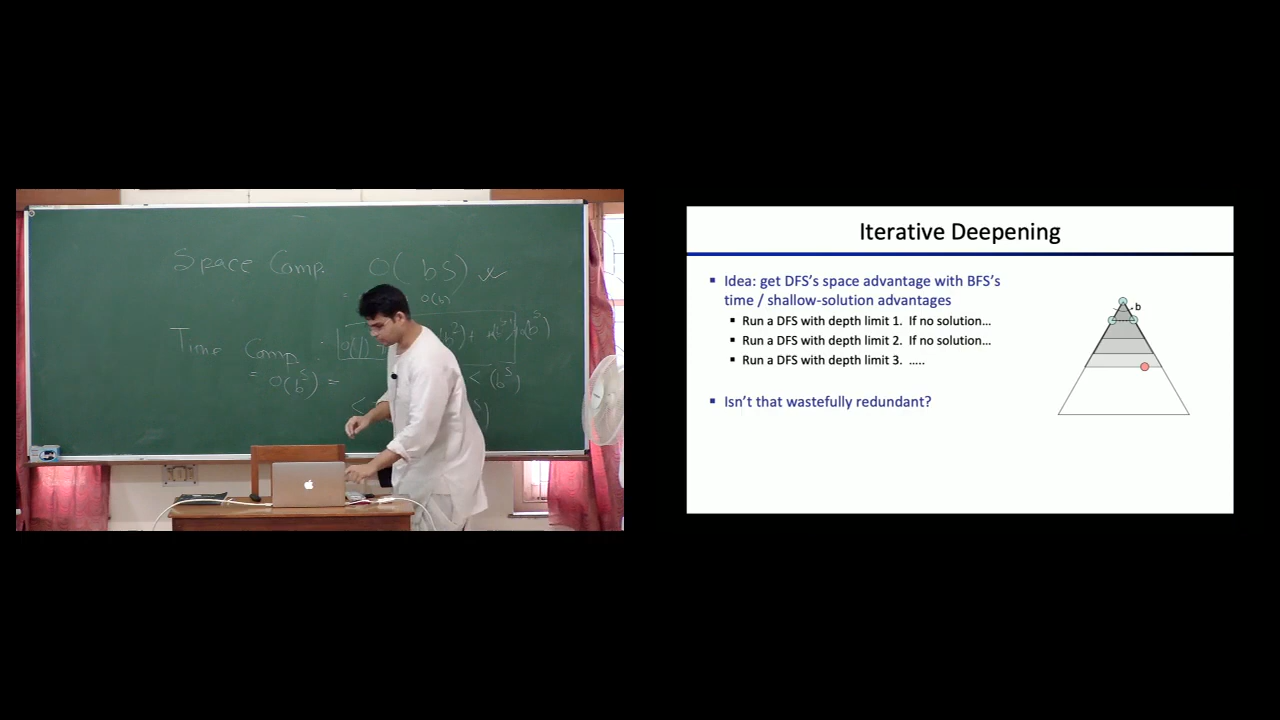 Space Comp. O( bs)
O(b)
Time Comp :
= O(b^s) =
< (b^s)
Iterative Deepening
▪ Idea: get DFS's space advantage with BFS's
time / shallow-solution advantages
▪ Run a DFS with depth limit 1. If no solution…
▪ Run a DFS with depth limit 2. If no solution…
▪ Run a DFS with depth limit 3. …..
▪ Isn't that wastefully redundant?
b